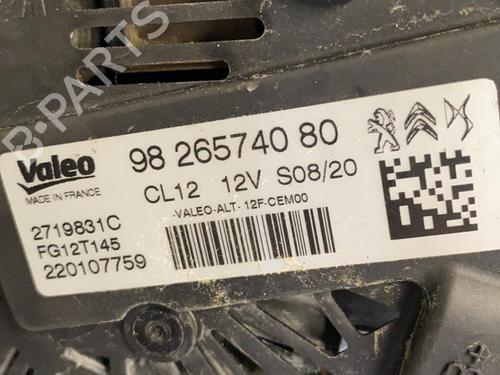 B-PARTS
Valeo
MADE IN FRANCE
98 265740 80
CL12 12V S08/20
-VALEO-ALT-12F-CEM00
2719831C
FG12T145
220107759